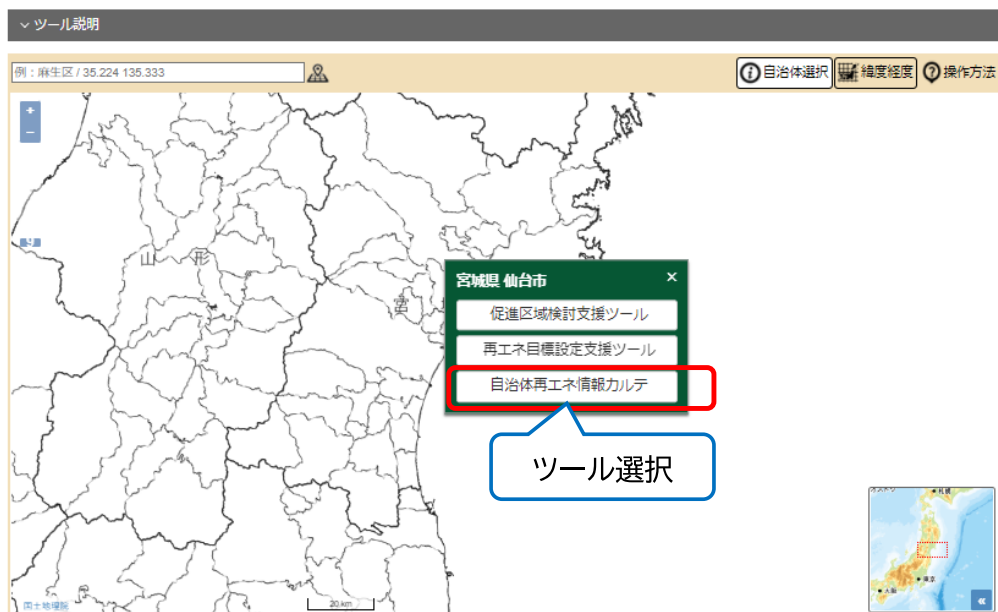 ツール説明
例：麻生区 / 35.224 135.333
自治体選択
緯度経度
操作方法
+
−
9
山 形
宮
宮城県 仙台市 ×
促進区域検討支援ツール
再エネ目標設定支援ツール
自治体再エネ情報カルテ
ツール選択
札幌
東京
大阪
国土地理院
20 km
«